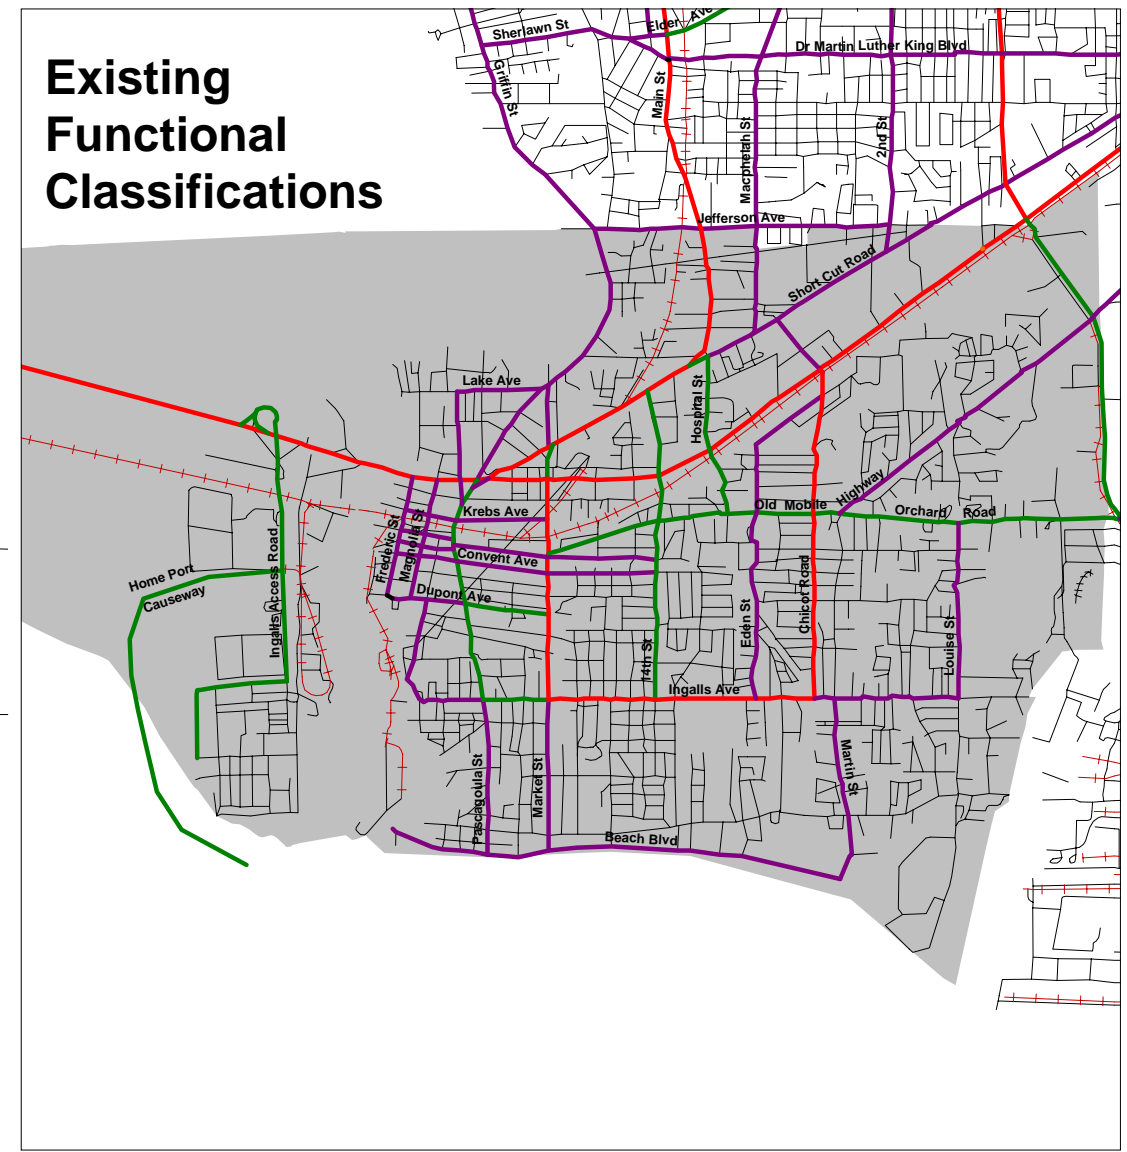 Existing
Functional
Classifications
Sherlawn St
Elder Ave
Dr Martin Luther King Blvd
Griffin St
Main St
Macphelah St
2nd St
Jefferson Ave
Short Cut Road
Lake Ave
Hospital St
Krebs Ave
Old Mobile Highway
Orchard Road
Frederic St
Magnolia St
Convent Ave
Home Port
Causeway
Ingalls Access Road
Dupont Ave
14th St
Eden St
Chicot Road
Louise St
Ingalls Ave
Pascagoula St
Market St
Martin St
Beach Blvd